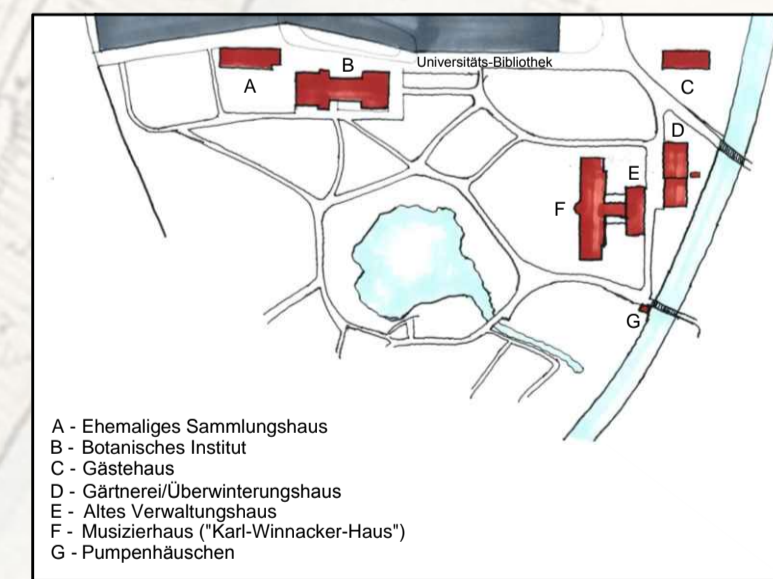 Universitäts-Bibliothek
A
B
C
D
E
F
G
A - Ehemaliges Sammlungshaus
B - Botanisches Institut
C - Gästehaus
D - Gärtnerei/Überwinterungshaus
E - Altes Verwaltungshaus
F - Musizierhaus ("Karl-Winnacker-Haus")
G - Pumpenhäuschen